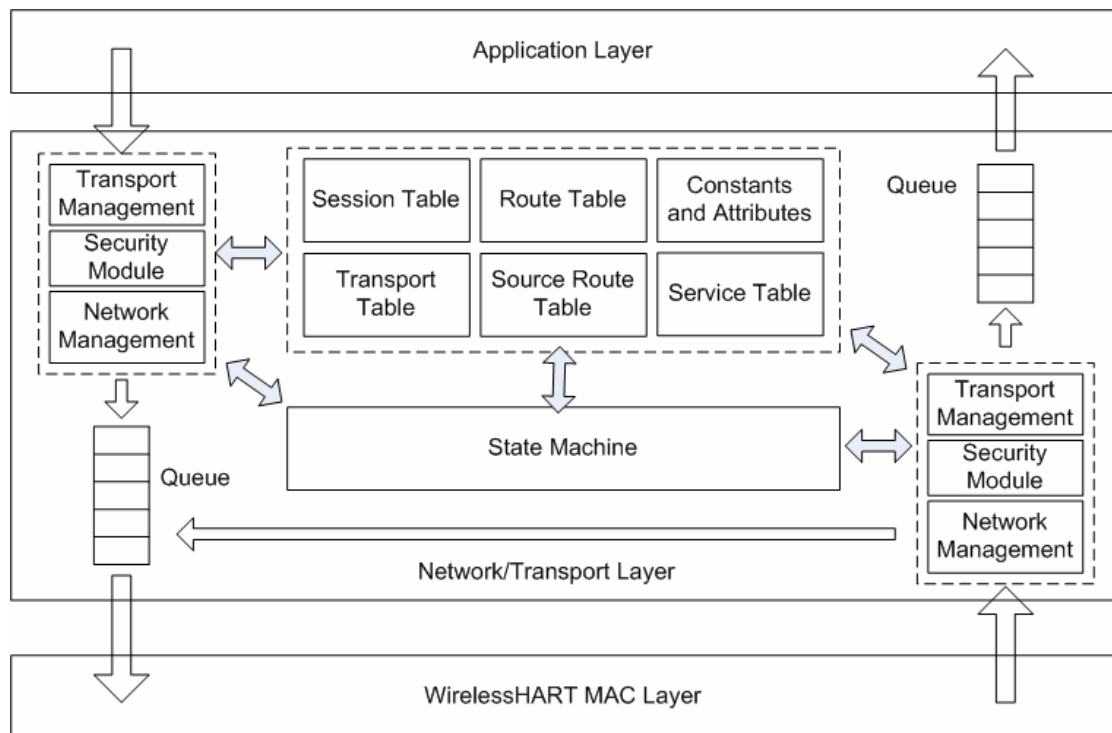 Application Layer
Transport
Management
Security
Module
Network
Management
Session Table
Route Table
Constants
and Attributes
Transport
Table
Source Route
Table
Service Table
Queue
State Machine
Queue
Transport
Management
Security
Module
Network
Management
Network/Transport Layer
WirelessHART MAC Layer